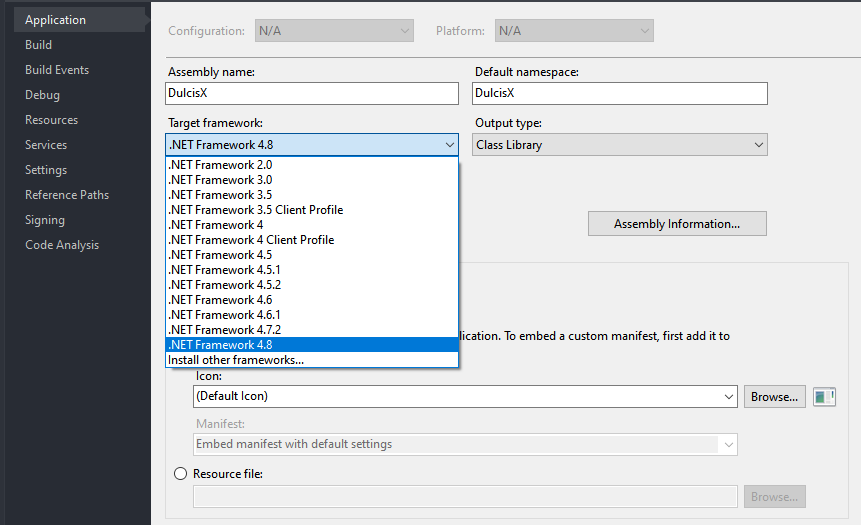 Application
Build
Build Events
Debug
Resources
Services
Settings
Reference Paths
Signing
Code Analysis
Configuration: N/A Platform: N/A
Assembly name: Default namespace:
DulcisX DulcisX
Target framework: Output type:
.NET Framework 4.8 Class Library
.NET Framework 2.0
.NET Framework 3.0
.NET Framework 3.5
.NET Framework 3.5 Client Profile
.NET Framework 4
.NET Framework 4 Client Profile
.NET Framework 4.5
.NET Framework 4.5.1
.NET Framework 4.5.2
.NET Framework 4.6
.NET Framework 4.6.1
.NET Framework 4.7.2
.NET Framework 4.8
Install other frameworks...
Assembly Information...
lication. To embed a custom manifest, first add it to
Icon:
(Default Icon) Browse...
Manifest:
Embed manifest with default settings
Resource file:
Browse...